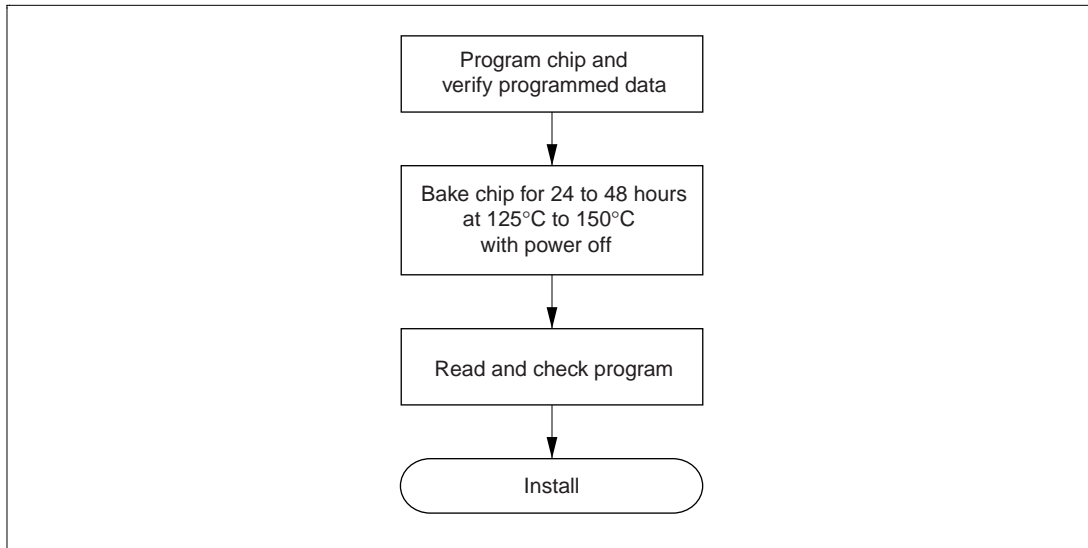 Program chip and
verify programmed data
Bake chip for 24 to 48 hours
at 125°C to 150°C
with power off
Read and check program
Install